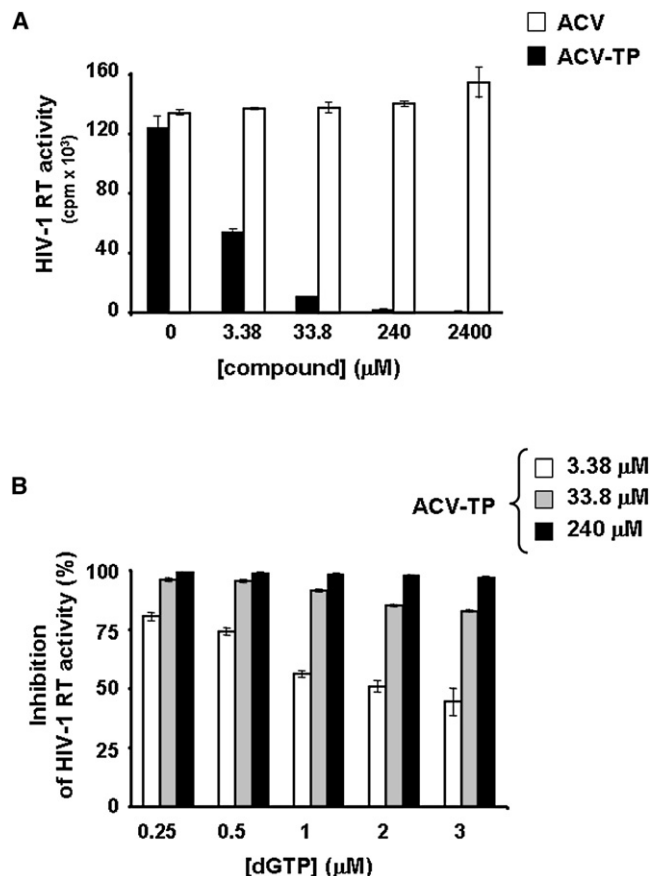 A
ACV
ACV-TP
160
120
80
40
0
HIV-1 RT activity
(cpm x 10³)
0 3.38 33.8 240 2400
[compound] (μM)
B
ACV-TP
3.38 μM
33.8 μM
240 μM
100
75
50
25
0
Inhibition
of HIV-1 RT activity (%)
0.25 0.5 1 2 3
[dGTP] (μM)